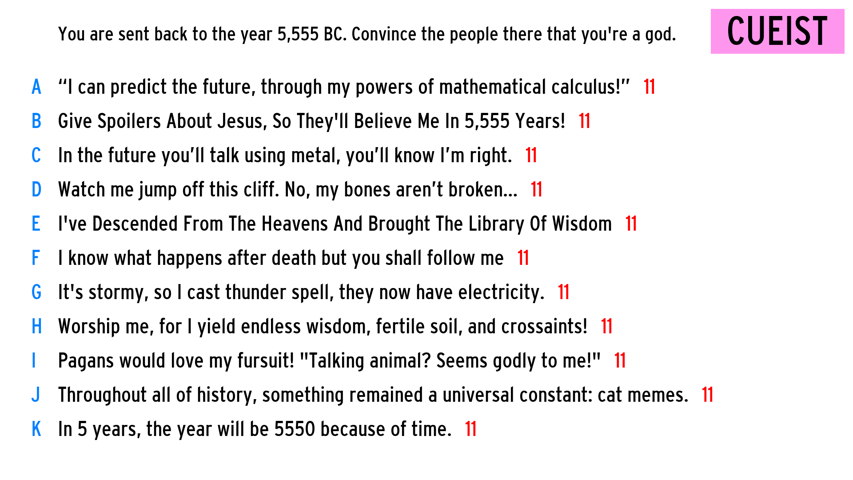 You are sent back to the year 5,555 BC. Convince the people there that you're a god.
CUEIST
A “I can predict the future, through my powers of mathematical calculus!” 11
B Give Spoilers About Jesus, So They'll Believe Me In 5,555 Years! 11
C In the future you’ll talk using metal, you’ll know I’m right. 11
D Watch me jump off this cliff. No, my bones aren’t broken... 11
E I've Descended From The Heavens And Brought The Library Of Wisdom 11
F I know what happens after death but you shall follow me 11
G It's stormy, so I cast thunder spell, they now have electricity. 11
H Worship me, for I yield endless wisdom, fertile soil, and crossaints! 11
I Pagans would love my fursuit! "Talking animal? Seems godly to me!" 11
J Throughout all of history, something remained a universal constant: cat memes. 11
K In 5 years, the year will be 5550 because of time. 11